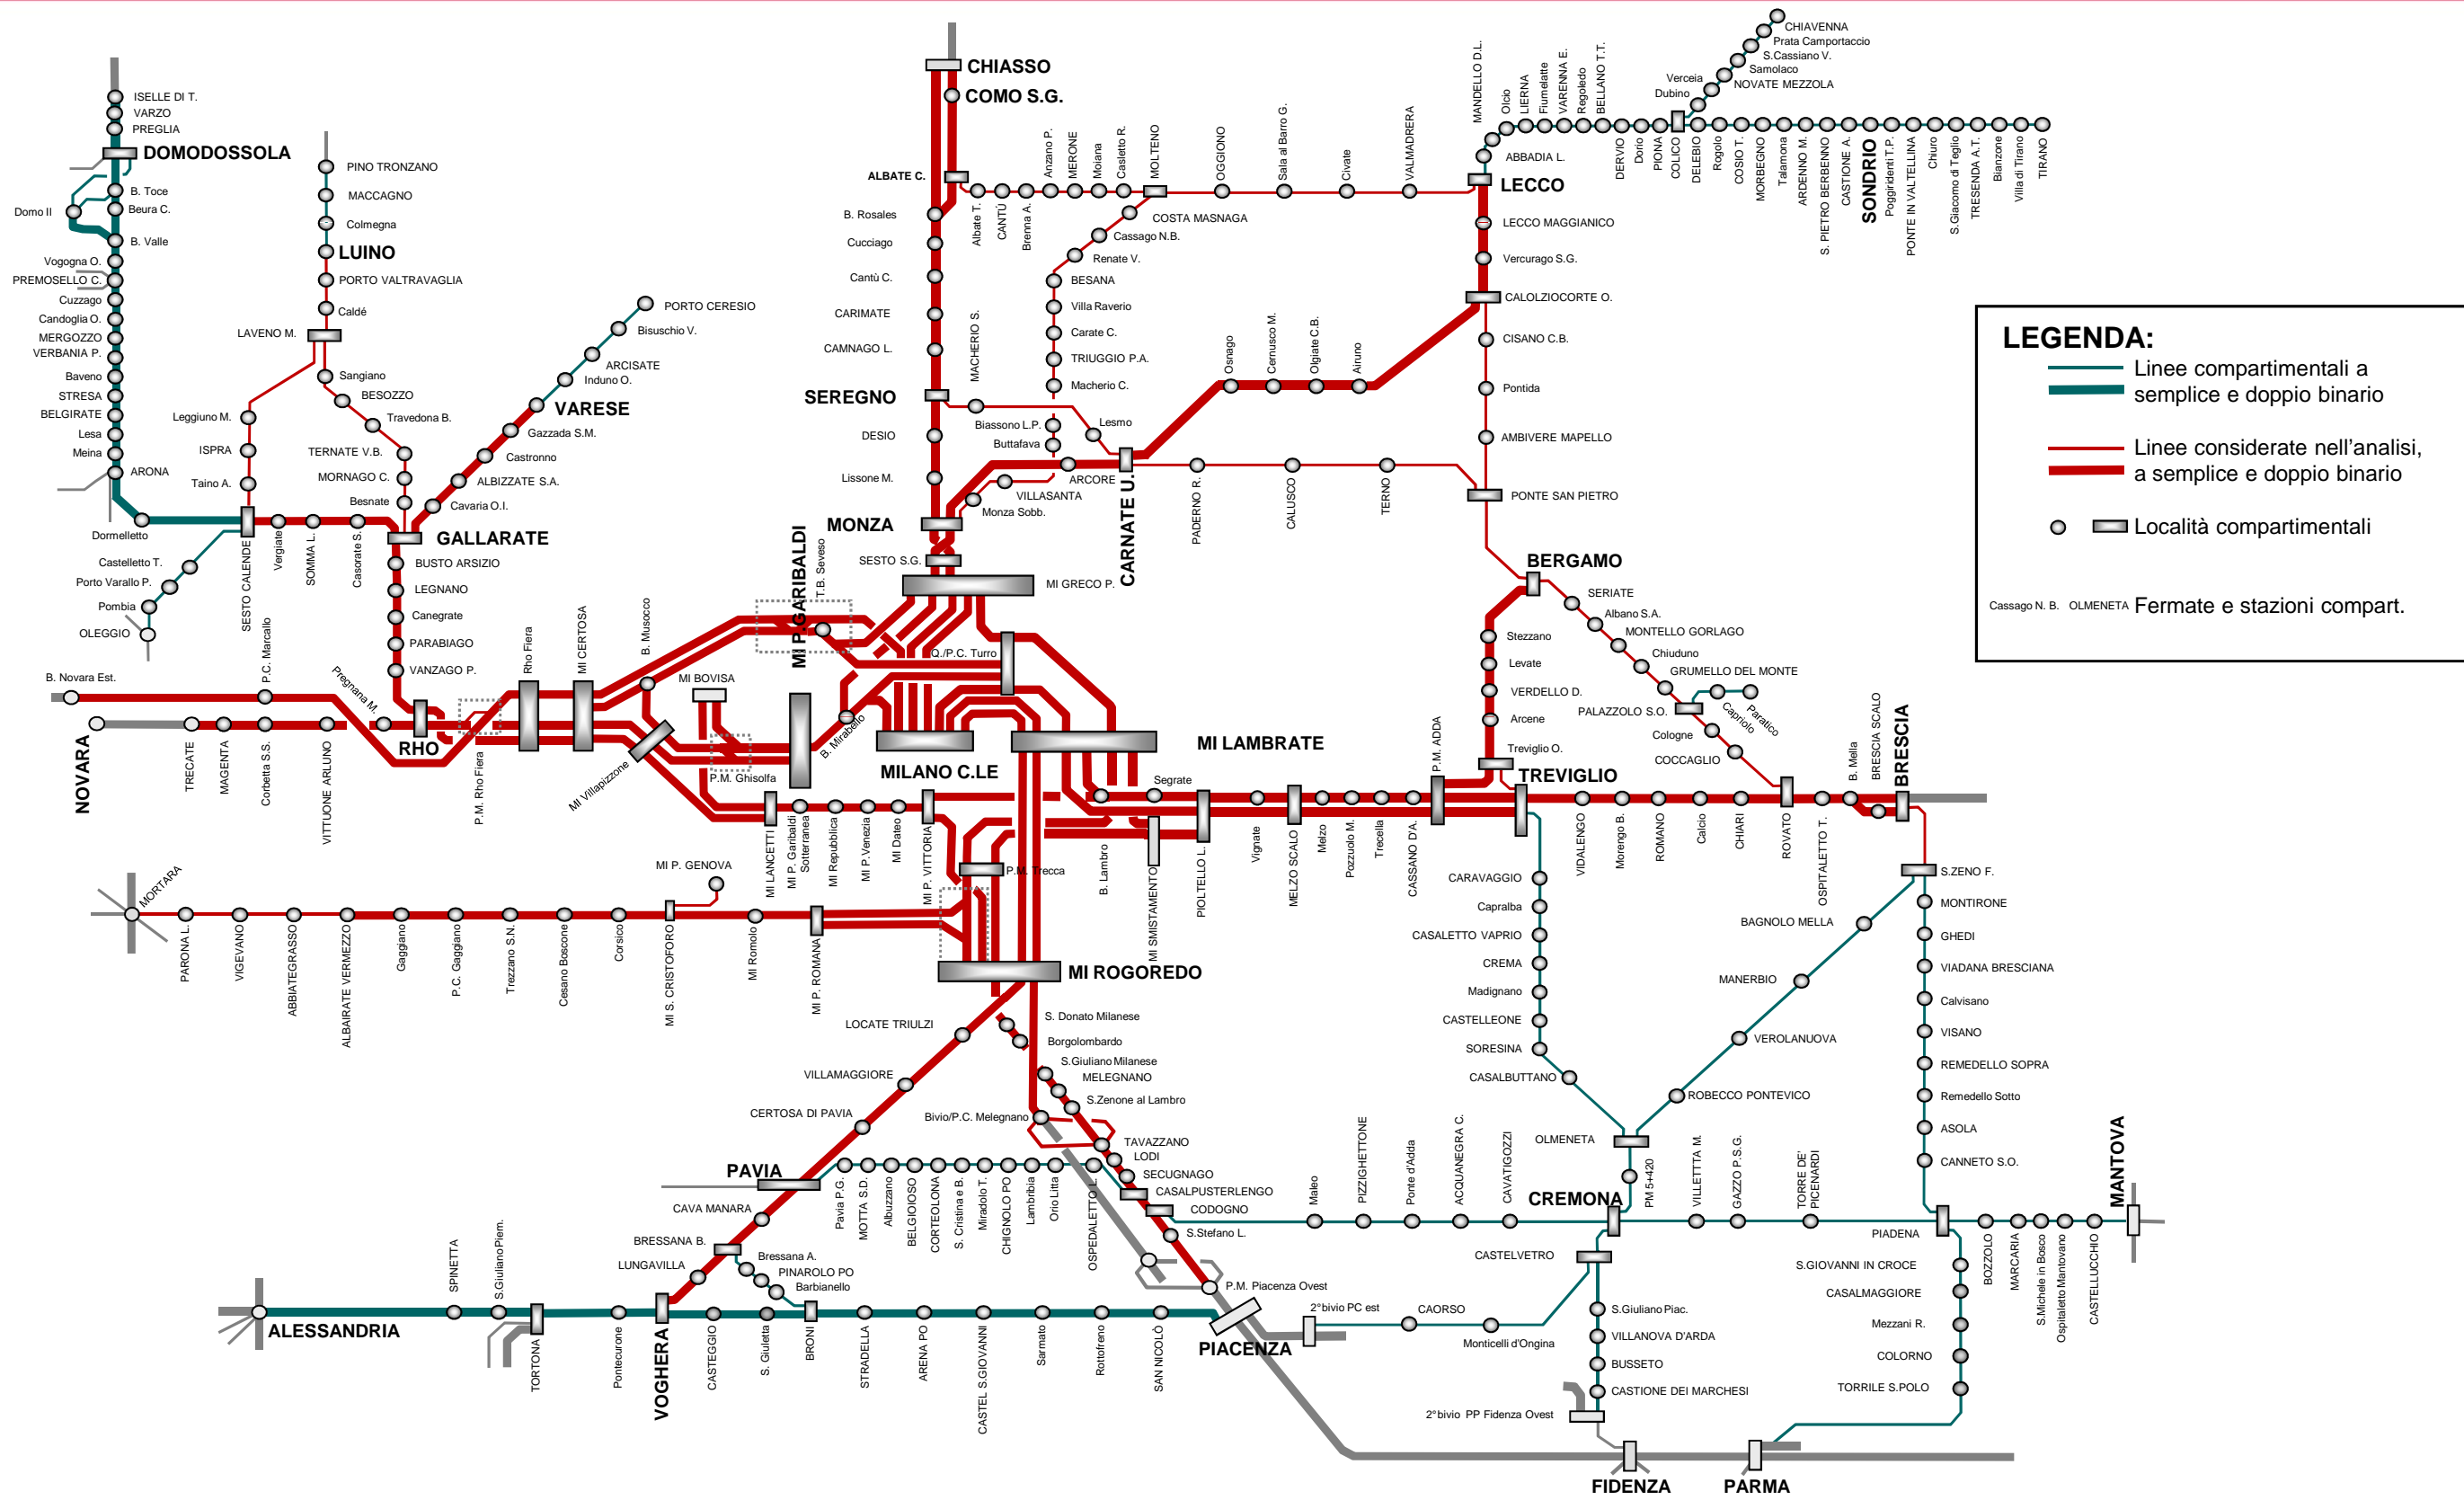 CHIASSO
COMO S.G.
ALBATE C.
B. Rosales
Cucciago
Cantù C.
CARIMATE
CAMNAGO L.
SEREGNO
DESIO
Lissone M.
MONZA
SESTO S.G.
MI GRECO P.
ISELLE DI T.
VARZO
PREGLIA
DOMODOSSOLA
B. Toce
Domo II
Beura C.
B. Valle
Vogogna O.
PREMOSELLO C.
Cuzzago
Candoglia O.
MERGOZZO
VERBANIA P.
Baveno
STRESA
BELGIRATE
Lesa
Meina
ARONA
Dormelletto
Castelletto T.
Porto Varallo P.
Pombia
OLEGGIO
PINO TRONZANO
MACCAGNO
Colmegna
LUINO
PORTO VALTRAVAGLIA
Caldé
LAVENO M.
Sangiano
BESOZZO
Travedona B.
TERNATE V.B.
MORNAGO C.
Besnate
Leggiuno M.
ISPRA
Taino A.
SESTO CALENDE
Vergiate
SOMMA L.
Casorate S.
PORTO CERESIO
Bisuschio V.
ARCISATE
Induno O.
VARESE
Gazzada S.M.
Castronno
ALBIZZATE S.A.
Cavaria O.I.
GALLARATE
BUSTO ARSIZIO
LEGNANO
Canegrate
PARABIAGO
VANZAGO P.
RHO
Albate T.
CANTÙ
Brenna A.
Anzano P.
MERONE
Moiana
Casletto R.
MOLTENO
OGGIONO
Sala al Barro G.
Civate
VALMADRERA
COSTA MASNAGA
Cassago N.B.
Renate V.
BESANA
Villa Raverio
Carate C.
TRIUGGIO P.A.
Macherio C.
MACHERIO S.
Biassono L.P.
Buttafava
Lesmo
ARCORE
VILLASANTA
Monza Sobb.
CARNATE U.
Osnago
Cernusco M.
Olgiate C.B.
Airuno
PADERNO R.
CALUSCO
TERNO
MANDELLO D.L.
Olcio
LIERNA
Fiumelatte
VARENNA E.
Regoledo
BELLANO T.T.
ABBADIA L.
LECCO
LECCO MAGGIANICO
Vercurago S.G.
CALOLZIOCORTE O.
CISANO C.B.
Pontida
AMBIVERE MAPELLO
PONTE SAN PIETRO
DERVIO
Dorio
PIONA
COLICO
DELEBIO
Rogolo
COSIO T.
MORBEGNO
Talamona
ARDENNO M.
S. PIETRO BERBENNO
CASTIONE A.
SONDRIO
Poggiridenti T.P.
PONTE IN VALTELLINA
Chiuro
S.Giacomo di Teglio
TRESENDA A.T.
Bianzone
Villa di Tirano
TIRANO
CHIAVENNA
Prata Camportaccio
S.Cassiano V.
Samolaco
NOVATE MEZZOLA
Verceia
Dubino
LEGENDA:
Linee compartimentali a
semplice e doppio binario
Linee considerate nell'analisi,
a semplice e doppio binario
Località compartimentali
Cassago N. B. OLMENETA Fermate e stazioni compart.
BERGAMO
SERIATE
Albano S.A.
MONTELLO GORLAGO
Chiuduno
GRUMELLO DEL MONTE
PALAZZOLO S.O.
Capriolo
Paratico
Cologne
COCCAGLIO
Stezzano
Levate
VERDELLO D.
Arcene
Treviglio O.
TREVIGLIO
B. Novara Est.
P.C. Marcallo
Pregnana M.
NOVARA
TRECATE
MAGENTA
Corbetta S.S.
VITTUONE ARLUNO
P.M. Rho Fiera
Rho Fiera
MI CERTOSA
B. Musocco
MI Villapizzone
MI BOVISA
P.M. Ghisolfa
MI P.GARIBALDI
T.B. Seveso
B. Mirabello
Q./P.C. Turro
MILANO C.LE
MI LAMBRATE
MI LANCETTI
MI P. Garibaldi
Sotterranea
MI Repubblica
MI P.Venezia
MI Dateo
MI P. VITTORIA
P.M. Trecca
B. Lambro
Segrate
MI SMISTAMENTO
PIOLTELLO L.
Vignate
MELZO SCALO
Melzo
Pozzuolo M.
Trecella
CASSANO D'A.
P.M. ADDA
VIDALENGO
Morengo B.
ROMANO
Calcio
CHIARI
ROVATO
OSPITALETTO T.
B. Mella
BRESCIA SCALO
BRESCIA
MORTARA
PARONA L.
VIGEVANO
ABBIATEGRASSO
ALBAIRATE VERMEZZO
Gaggiano
P.C. Gaggiano
Trezzano S.N.
Cesano Boscone
Corsico
MI S. CRISTOFORO
MI P. GENOVA
MI Romolo
MI P. ROMANA
MI ROGOREDO
LOCATE TRIULZI
VILLAMAGGIORE
CERTOSA DI PAVIA
PAVIA
CAVA MANARA
BRESSANA B.
LUNGAVILLA
Bressana A.
PINAROLO PO
Barbianello
S. Donato Milanese
Borgolombardo
S.Giuliano Milanese
MELEGNANO
S.Zenone al Lambro
Bivio/P.C. Melegnano
TAVAZZANO
LODI
SECUGNAGO
CASALPUSTERLENGO
CODOGNO
S.Stefano L.
P.M. Piacenza Ovest
PIACENZA
Pavia P.G.
MOTTA S.D.
Albuzzano
BELGIOIOSO
CORTEOLONA
S. Cristina e B.
Miradolo T.
CHIGNOLO PO
Lambribia
Orio Litta
OSPEDALETTO L.
ALESSANDRIA
SPINETTA
S.GiulianoPiem.
TORTONA
Pontecurone
VOGHERA
CASTEGGIO
S. Giuletta
BRONI
STRADELLA
ARENA PO
CASTEL S.GIOVANNI
Sarmato
Rottofreno
SAN NICOLÒ
CARAVAGGIO
Capralba
CASALETTO VAPRIO
CREMA
Madignano
CASTELLEONE
SORESINA
CASALBUTTANO
OLMENETA
PM 5+420
CREMONA
S.ZENO F.
BAGNOLO MELLA
MANERBIO
VEROLANUOVA
ROBECCO PONTEVICO
MONTIRONE
GHEDI
VIADANA BRESCIANA
Calvisano
VISANO
REMEDELLO SOPRA
Remedello Sotto
ASOLA
CANNETO S.O.
Maleo
PIZZIGHETTONE
Ponte d'Adda
ACQUANEGRA C.
CAVATIGOZZI
VILLETTTA M.
GAZZO P.S.G.
TORRE DE'
PICENARDI
PIADENA
BOZZOLO
MARCARIA
S.Michele in Bosco
Ospitaletto Mantovano
CASTELLUCCHIO
MANTOVA
CASTELVETRO
2°bivio PC est
CAORSO
Monticelli d'Ongina
S.Giuliano Piac.
VILLANOVA D'ARDA
BUSSETO
CASTIONE DEI MARCHESI
2°bivio PP Fidenza Ovest
S.GIOVANNI IN CROCE
CASALMAGGIORE
Mezzani R.
COLORNO
TORRILE S.POLO
FIDENZA
PARMA